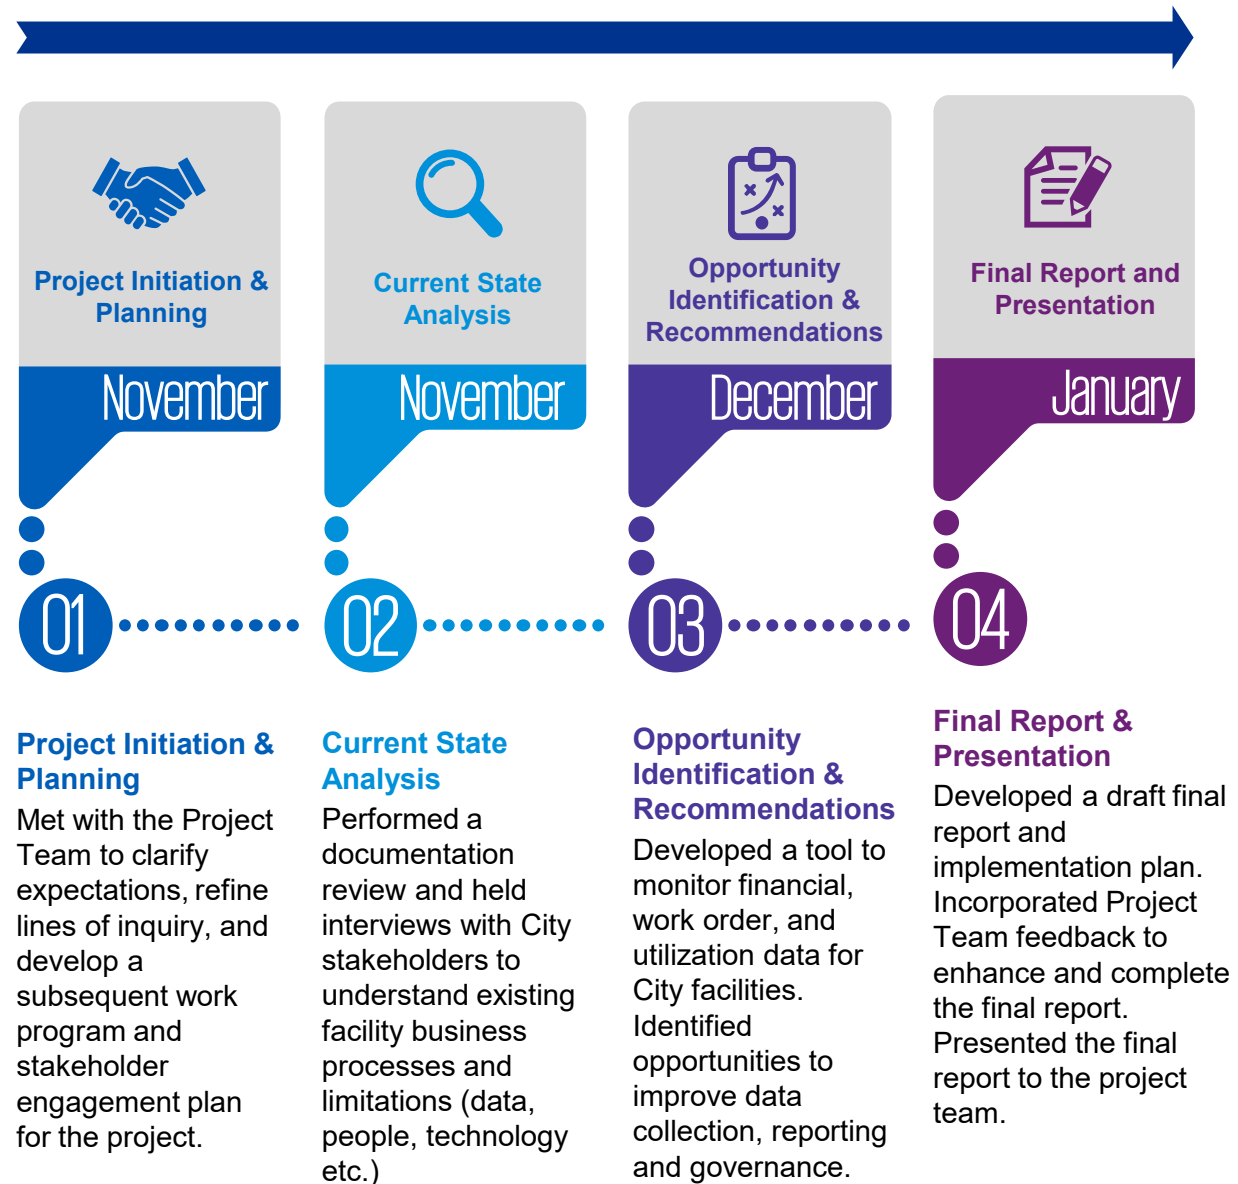 Project Initiation &
Planning
November
01
Current State
Analysis
November
02
Opportunity
Identification &
Recommendations
December
03
Final Report and
Presentation
January
04
Project Initiation &
Planning
Met with the Project
Team to clarify
expectations, refine
lines of inquiry, and
develop a
subsequent work
program and
stakeholder
engagement plan
for the project.
Current State
Analysis
Performed a
documentation
review and held
interviews with City
stakeholders to
understand existing
facility business
processes and
limitations (data,
people, technology
etc.)
Opportunity
Identification &
Recommendations
Developed a tool to
monitor financial,
work order, and
utilization data for
City facilities.
Identified
opportunities to
improve data
collection, reporting
and governance.
Final Report &
Presentation
Developed a draft final
report and
implementation plan.
Incorporated Project
Team feedback to
enhance and complete
the final report.
Presented the final
report to the project
team.